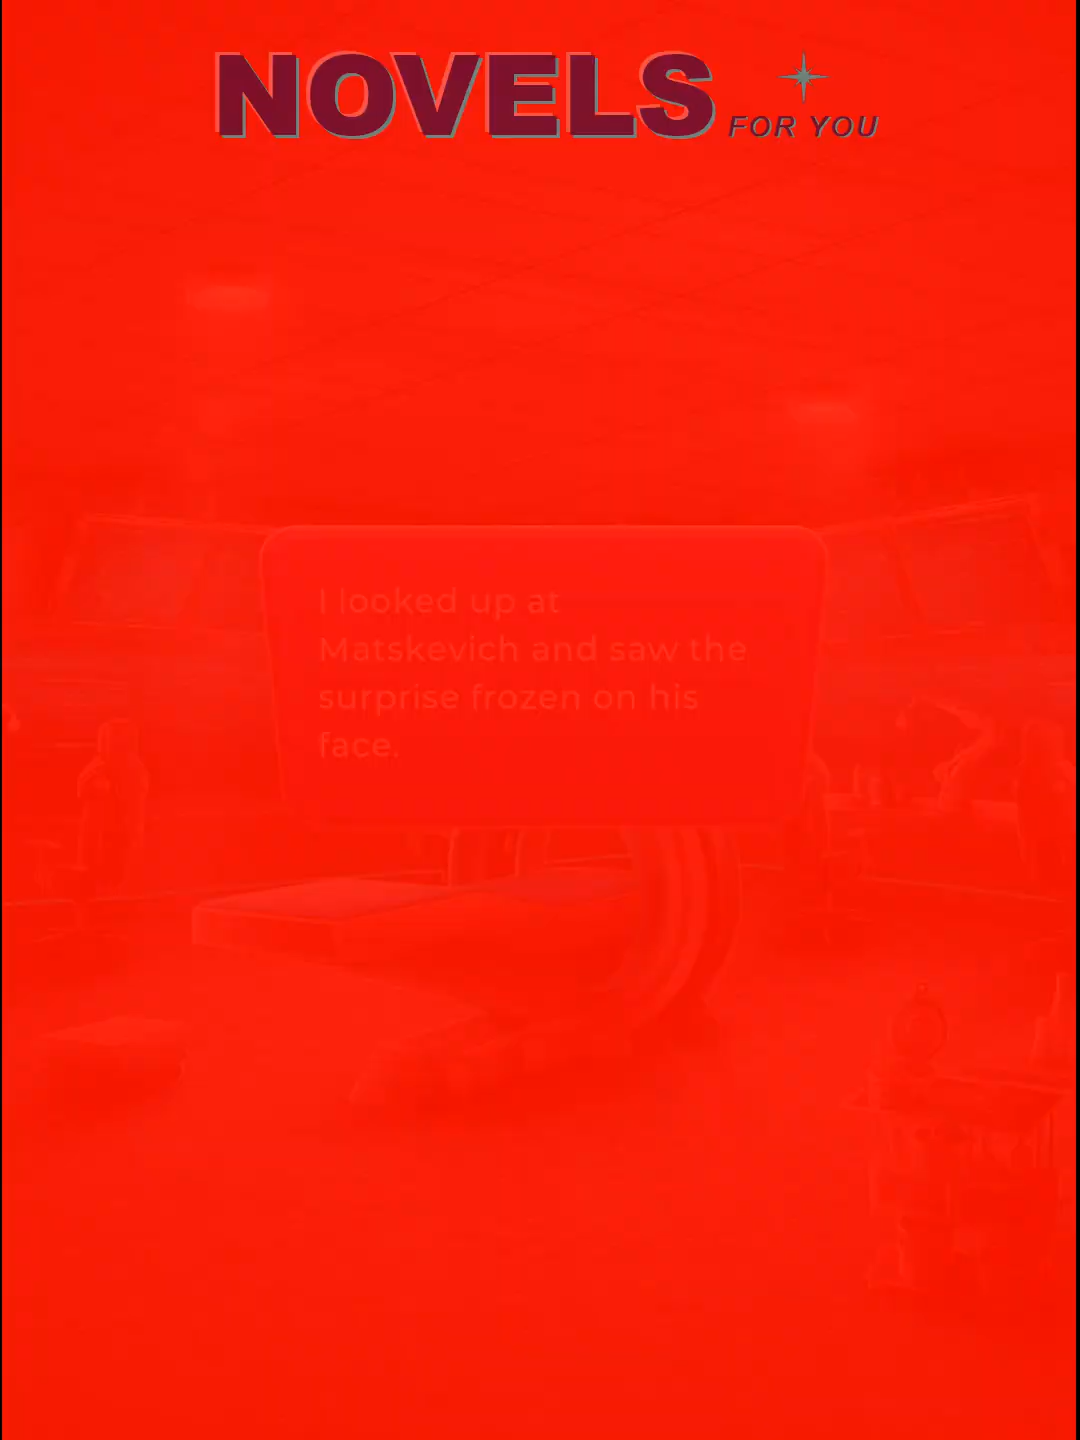 NOVELS
FOR YOU
I looked up at
Matskevich and saw the
surprise frozen on his
face.